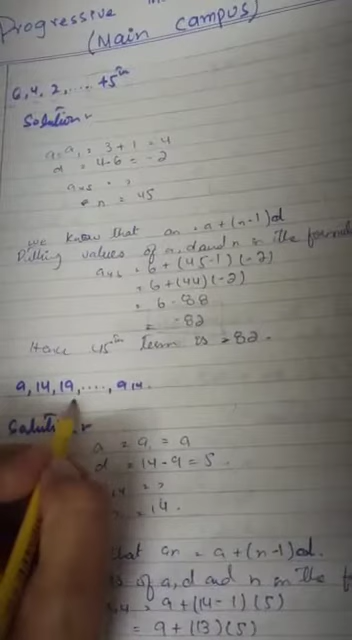 Progressive
(Main Campus)
6, 4, 2, .... 45th
Solution:
a = a1 = 3 + 1 = 4
d = 4 - 6 = -2
a45 = ?
n = 45
We know that an = a + (n-1)d
Putting values of a, d and n in the formula
a45 = 6 + (45-1)(-2)
= 6 + (44)(-2)
= 6 - 88
= -82
Hence 45th Term is -82.
9, 14, 19, ...., a14.
Solution:
a = a1 = 9
d = 14 - 9 = 5.
14 = ?
= 14.
that an = a + (n-1)d.
of a, d and n in the f
= 9 + (14-1)(5)
= 9 + (13)(5)